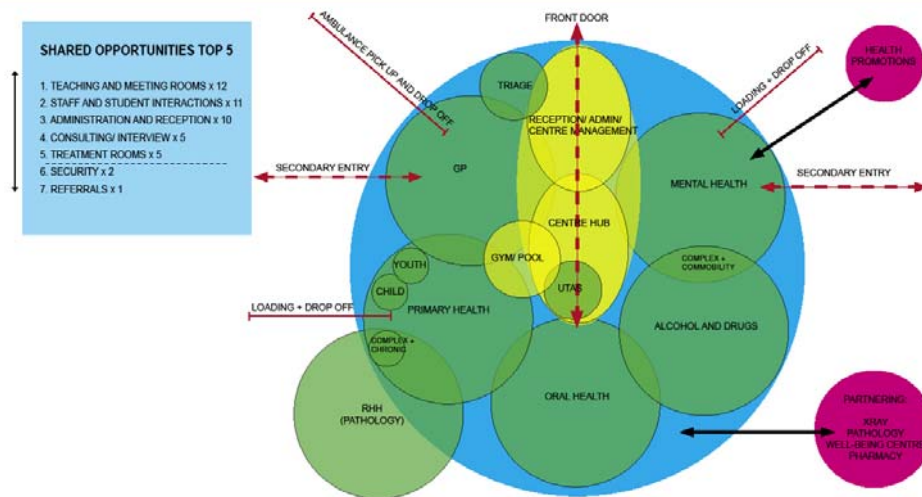 SHARED OPPORTUNITIES TOP 5
1. TEACHING AND MEETING ROOMS x 12
2. STAFF AND STUDENT INTERACTIONS x 11
3. ADMINISTRATION AND RECEPTION x 10
4. CONSULTING/ INTERVIEW x 5
5. TREATMENT ROOMS x 5
6. SECURITY x 2
7. REFERRALS x 1
FRONT DOOR
AMBULANCE PICK UP AND DROP OFF
LOADING + DROP OFF
HEALTH
PROMOTIONS
TRIAGE
RECEPTION/ ADMIN/
CENTRE MANAGEMENT
SECONDARY ENTRY
GP
MENTAL HEALTH
SECONDARY ENTRY
CENTRE HUB
GYM/ POOL
YOUTH
COMPLEX +
COMMOBILITY
CHILD
UTAS
LOADING + DROP OFF
PRIMARY HEALTH
ALCOHOL AND DRUGS
COMPLEX +
CHRONIC
ORAL HEALTH
RHH
(PATHOLOGY)
PARTNERING:
XRAY
PATHOLOGY
WELL-BEING CENTRE
PHARMACY